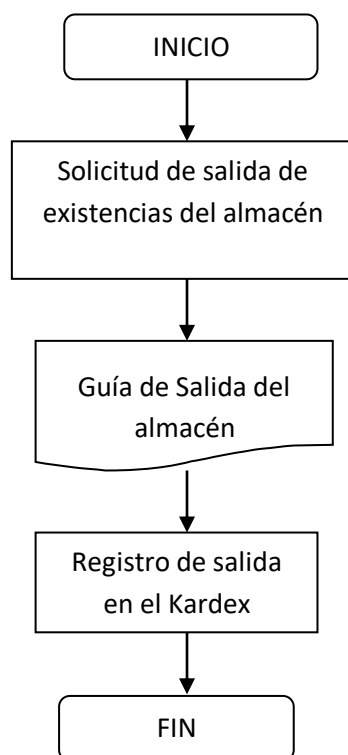 INICIO
Solicitud de salida de
existencias del almacén
Guía de Salida del
almacén
Registro de salida
en el Kardex
FIN